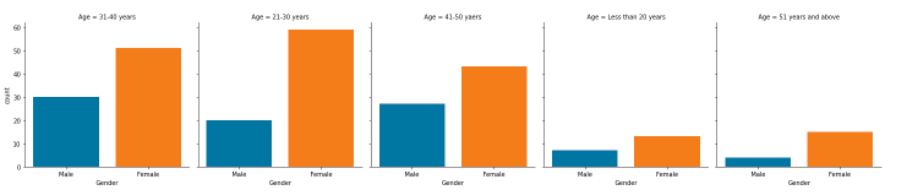 Age = 31-40 years
Age = 21-30 years
Age = 41-50 yaers
Age = Less than 20 years
Age = 51 years and above
60
50
40
30
20
10
0
count
Male Female
Male Female
Male Female
Male Female
Male Female
Gender
Gender
Gender
Gender
Gender